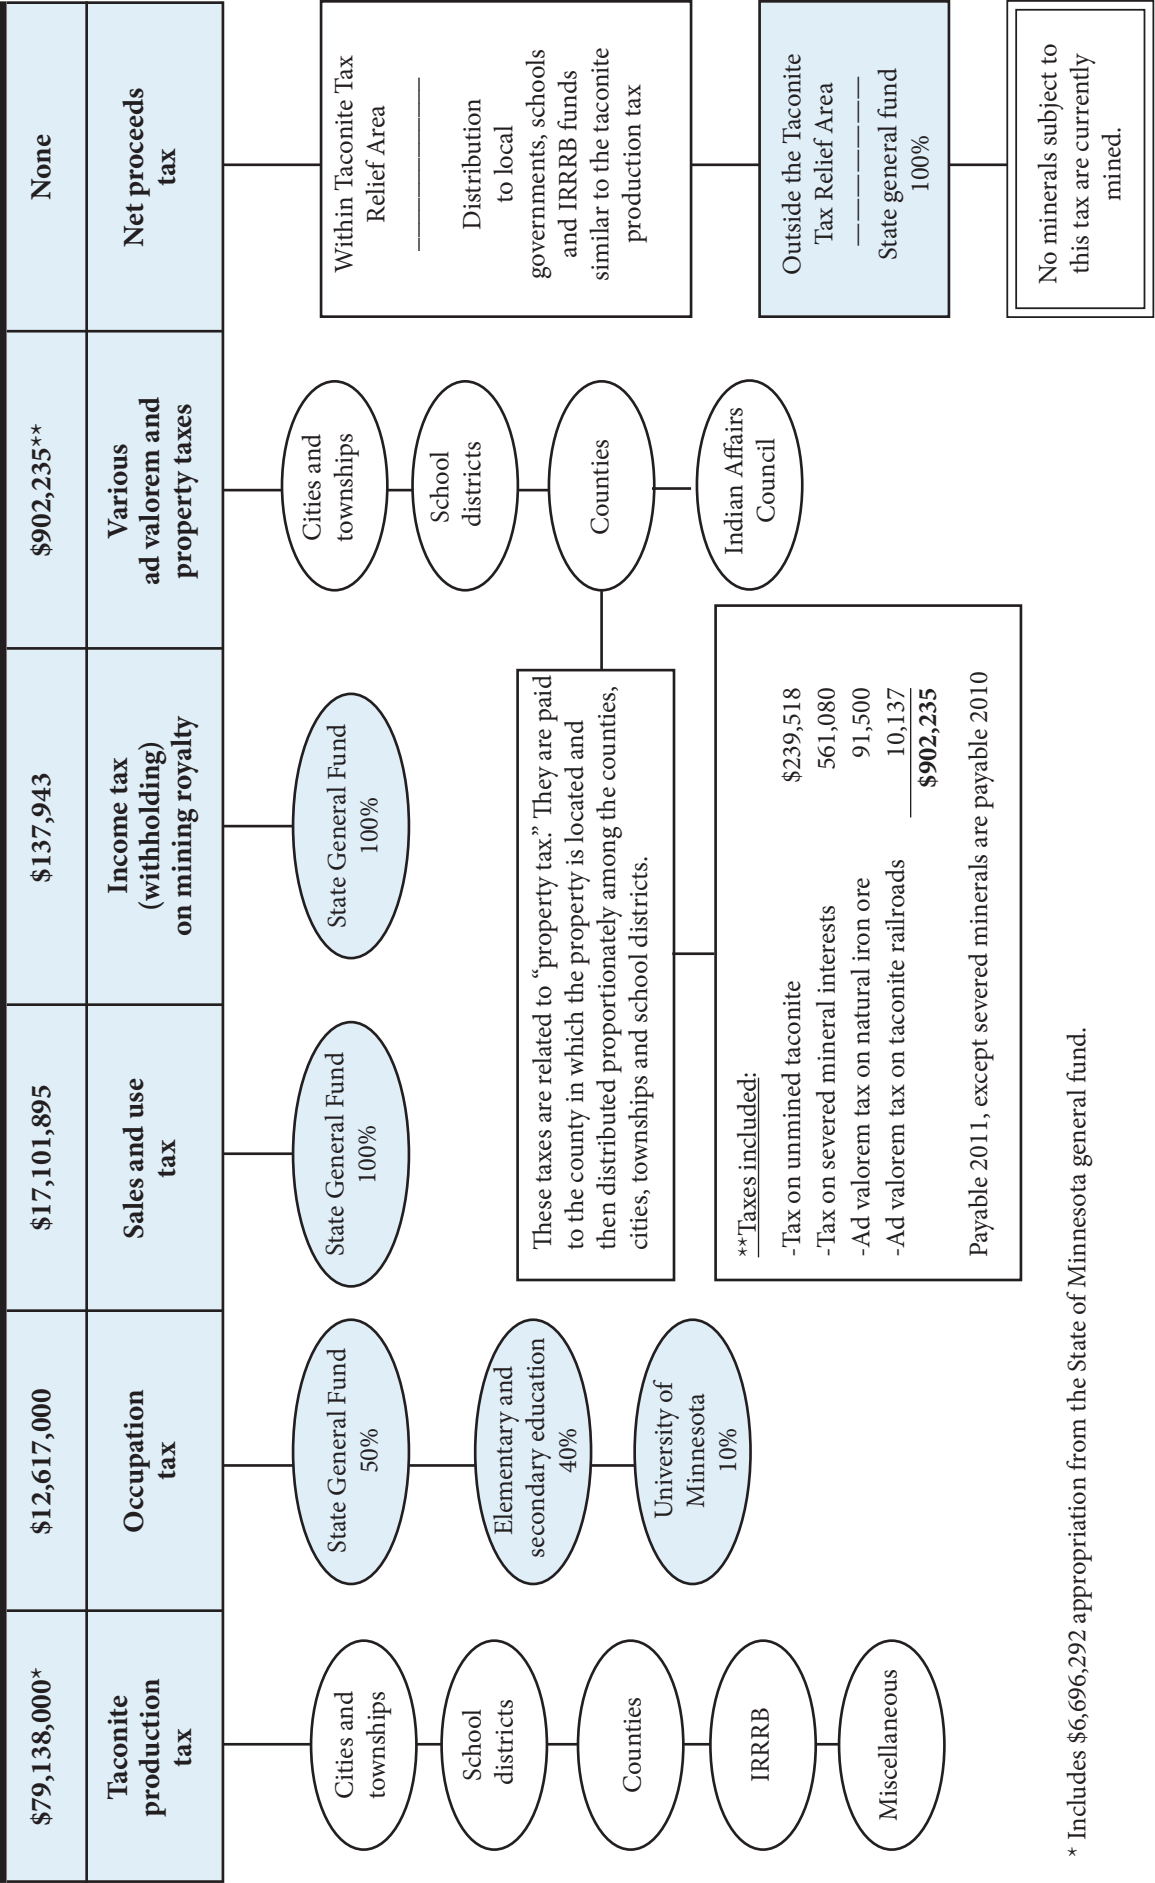 $79,138,000*
$12,617,000
$17,101,895
$137,943
$902,235**
None
Taconite
production
tax
Occupation
tax
Sales and use
tax
Income tax
(withholding)
on mining royalty
Various
ad valorem and
property taxes
Net proceeds
tax
Cities and
townships
School
districts
Counties
IRRRB
Miscellaneous
State General Fund
50%
Elementary and
secondary education
40%
University of
Minnesota
10%
State General Fund
100%
State General Fund
100%
Cities and
townships
School
districts
Counties
Indian Affairs
Council
These taxes are related to “property tax.” They are paid
to the county in which the property is located and
then distributed proportionately among the counties,
cities, townships and school districts.
**Taxes included:
-Tax on unmined taconite $239,518
-Tax on severed mineral interests 561,080
-Ad valorem tax on natural iron ore 91,500
-Ad valorem tax on taconite railroads 10,137
$902,235
Payable 2011, except severed minerals are payable 2010
Within Taconite Tax
Relief Area
Distribution
to local
governments, schools
and IRRRB funds
similar to the taconite
production tax
Outside the Taconite
Tax Relief Area
State general fund
100%
No minerals subject to
this tax are currently
mined.
* Includes $6,696,292 appropriation from the State of Minnesota general fund.